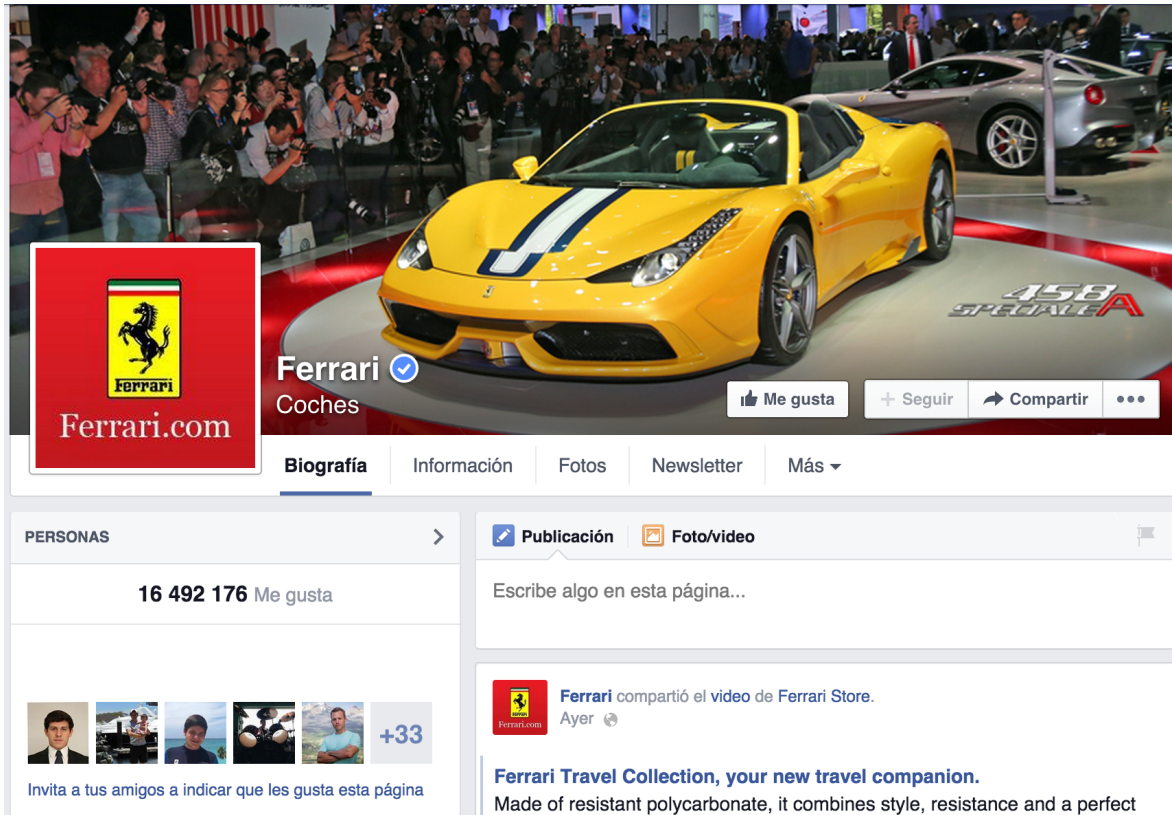 458
SPECIALE A
Ferrari
Ferrari.com
Ferrari
Coches
Me gusta
Seguir
Compartir
Biografía
Información
Fotos
Newsletter
Más
PERSONAS
16 492 176 Me gusta
+33
Invita a tus amigos a indicar que les gusta esta página
Publicación
Foto/video
Escribe algo en esta página...
Ferrari
Ferrari.com
Ferrari compartió el video de Ferrari Store.
Ayer
Ferrari Travel Collection, your new travel companion.
Made of resistant polycarbonate, it combines style, resistance and a perfect